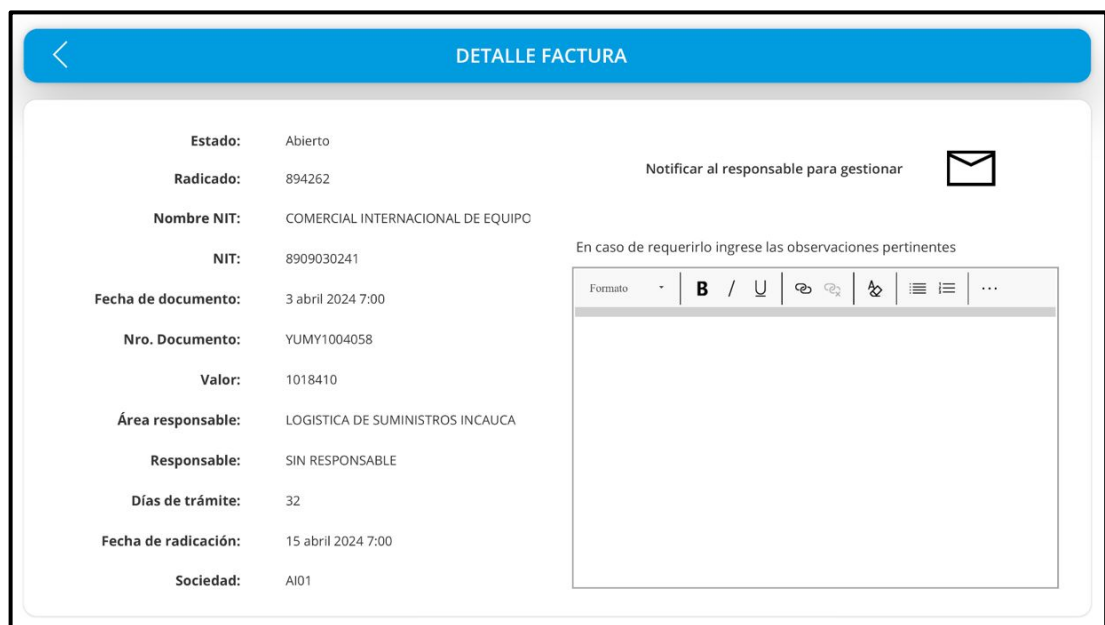 DETALLE FACTURA
Estado: Abierto
Radicado: 894262
Nombre NIT: COMERCIAL INTERNACIONAL DE EQUIPO
NIT: 8909030241
Fecha de documento: 3 abril 2024 7:00
Nro. Documento: YUMY1004058
Valor: 1018410
Área responsable: LOGISTICA DE SUMINISTROS INCAUCA
Responsable: SIN RESPONSABLE
Días de trámite: 32
Fecha de radicación: 15 abril 2024 7:00
Sociedad: AI01
Notificar al responsable para gestionar
En caso de requerirlo ingrese las observaciones pertinentes
Formato B I U ...